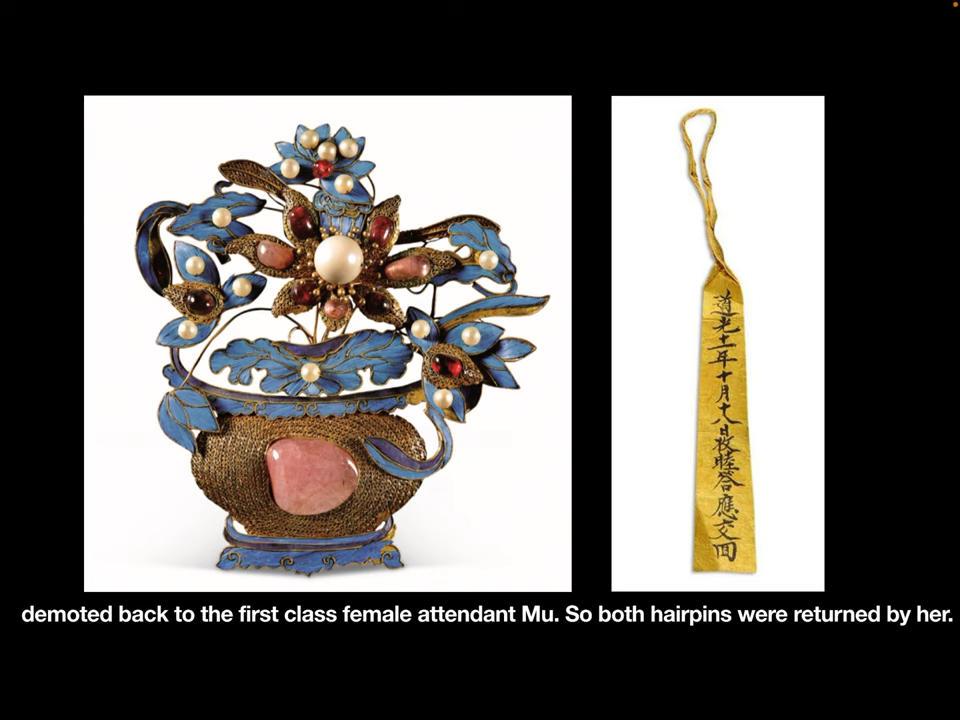 道光十一年十月十八日收睦答應交回
demoted back to the first class female attendant Mu. So both hairpins were returned by her.